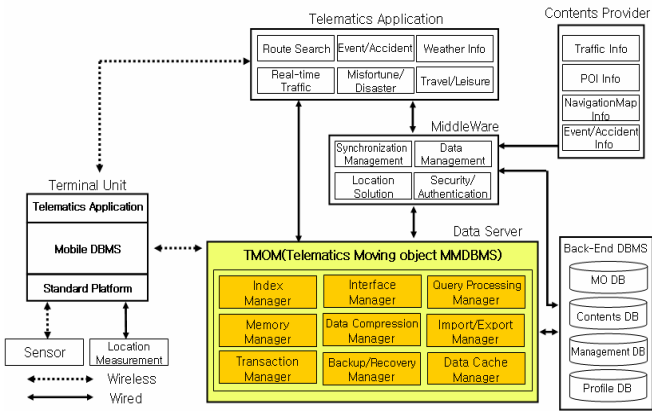 Telematics Application
Route Search
Event/Accident
Weather Info
Real-time
Traffic
Misfortune/
Disaster
Travel/Leisure
Contents Provider
Traffic Info
POI Info
NavigationMap
Info
Event/Accident
Info
MiddleWare
Synchronization
Management
Data
Management
Location
Solution
Security/
Authentication
Terminal Unit
Telematics Application
Mobile DBMS
Standard Platform
Sensor
Location
Measurement
Wireless
Wired
Data Server
TMOM(Telematics Moving object MMDBMS)
Index
Manager
Interface
Manager
Query Processing
Manager
Memory
Manager
Data Compression
Manager
Import/Export
Manager
Transaction
Manager
Backup/Recovery
Manager
Data Cache
Manager
Back-End DBMS
MO DB
Contents DB
Management DB
Profile DB